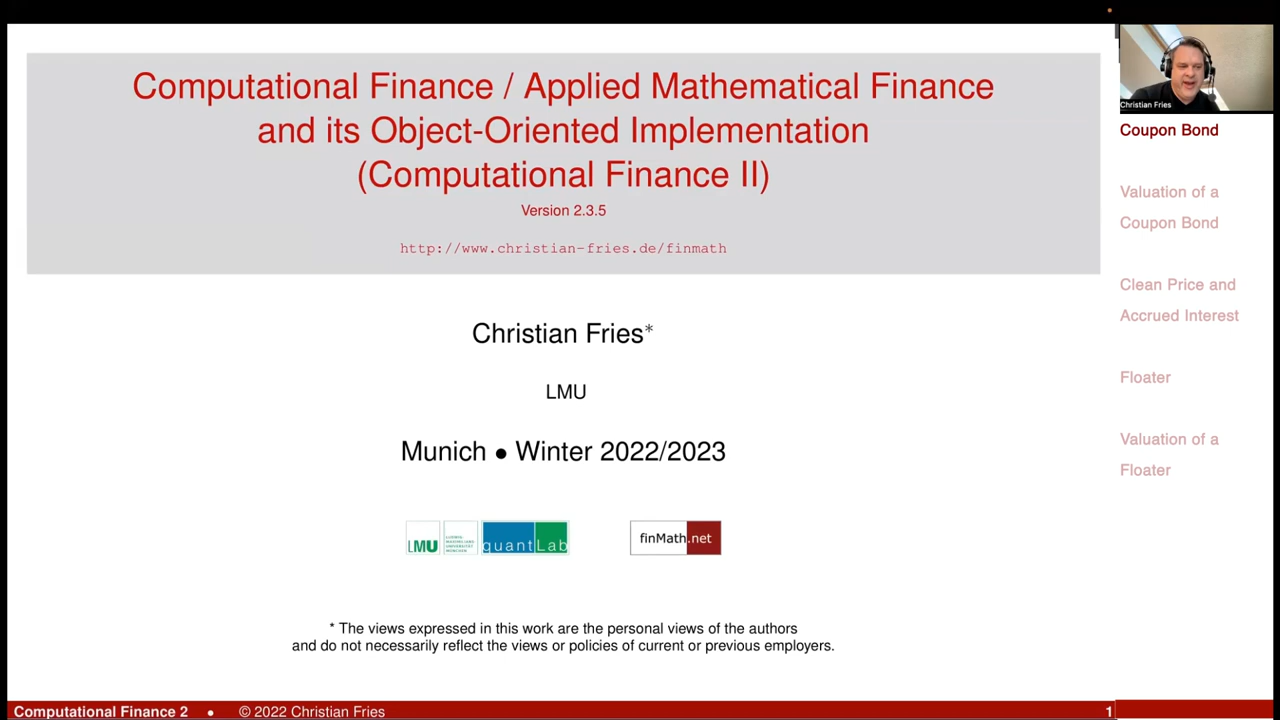 Computational Finance / Applied Mathematical Finance
and its Object-Oriented Implementation
(Computational Finance II)
Version 2.3.5
http://www.christian-fries.de/finmath
Christian Fries*
LMU
Munich • Winter 2022/2023
LMU
quantLab
finMath.net
* The views expressed in this work are the personal views of the authors
and do not necessarily reflect the views or policies of current or previous employers.
Christian Fries
Coupon Bond
Valuation of a
Coupon Bond
Clean Price and
Accrued Interest
Floater
Valuation of a
Floater
Computational Finance 2 • © 2022 Christian Fries 1